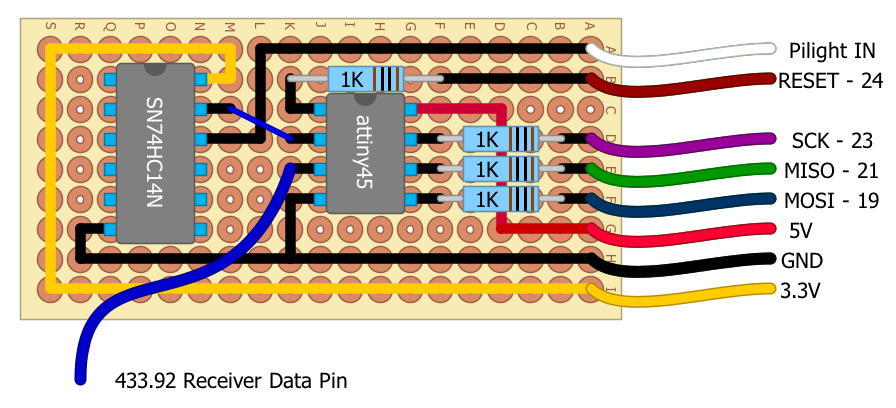 S R Q P O N M L K J I H G F E D C B A
A
Pilight IN
B
1K
RESET - 24
C
SN74HC14N
attiny45
D
1K
SCK - 23
E
1K
MISO - 21
F
1K
MOSI - 19
G
5V
H
GND
I
3.3V
433.92 Receiver Data Pin